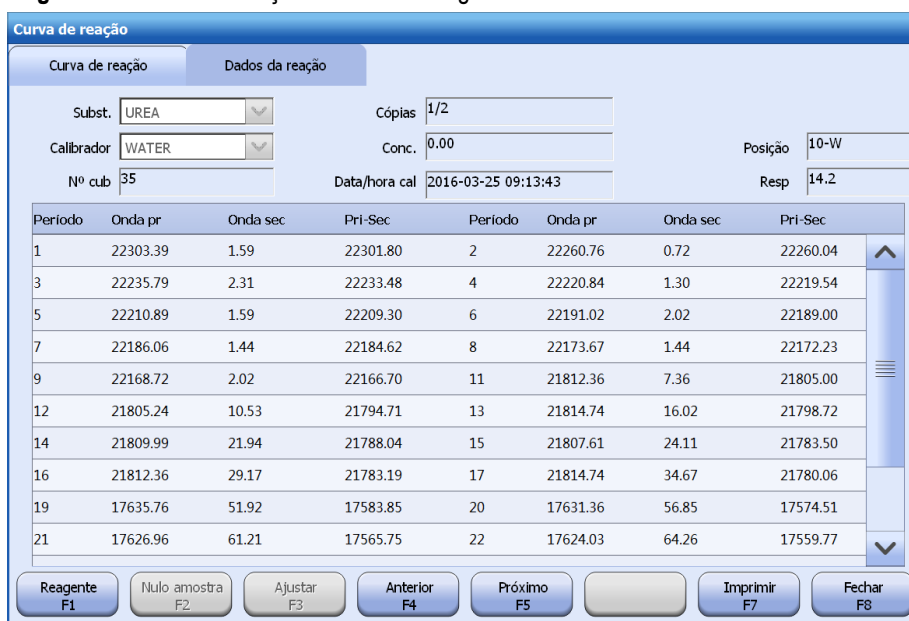 Curva de reação
Curva de reação Dados da reação
Subst. UREA Cópias 1/2
Calibrador WATER Conc. 0.00 Posição 10-W
Nº cub 35 Data/hora cal 2016-03-25 09:13:43 Resp 14.2
Período Onda pr Onda sec Pri-Sec Período Onda pr Onda sec Pri-Sec
1 22303.39 1.59 22301.80 2 22260.76 0.72 22260.04
3 22235.79 2.31 22233.48 4 22220.84 1.30 22219.54
5 22210.89 1.59 22209.30 6 22191.02 2.02 22189.00
7 22186.06 1.44 22184.62 8 22173.67 1.44 22172.23
9 22168.72 2.02 22166.70 11 21812.36 7.36 21805.00
12 21805.24 10.53 21794.71 13 21814.74 16.02 21798.72
14 21809.99 21.94 21788.04 15 21807.61 24.11 21783.50
16 21812.36 29.17 21783.19 17 21814.74 34.67 21780.06
19 17635.76 51.92 17583.85 20 17631.36 56.85 17574.51
21 17626.96 61.21 17565.75 22 17624.03 64.26 17559.77
Reagente Nulo amostra Ajustar Anterior Próximo Imprimir Fechar
F1 F2 F3 F4 F5 F7 F8